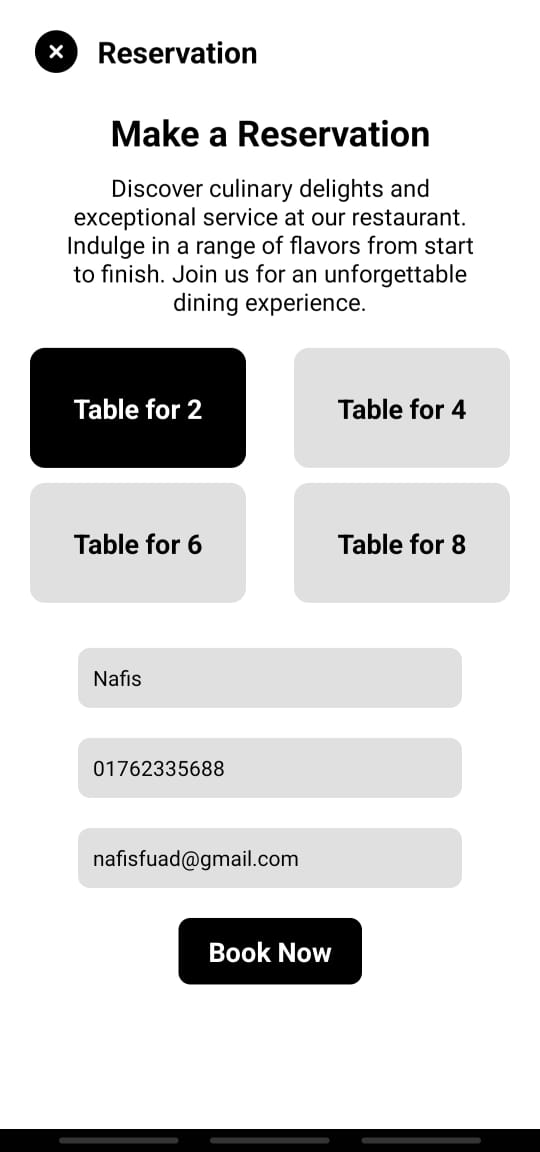 Reservation
Make a Reservation
Discover culinary delights and
exceptional service at our restaurant.
Indulge in a range of flavors from start
to finish. Join us for an unforgettable
dining experience.
Table for 2
Table for 4
Table for 6
Table for 8
Nafis
01762335688
nafisfuad@gmail.com
Book Now